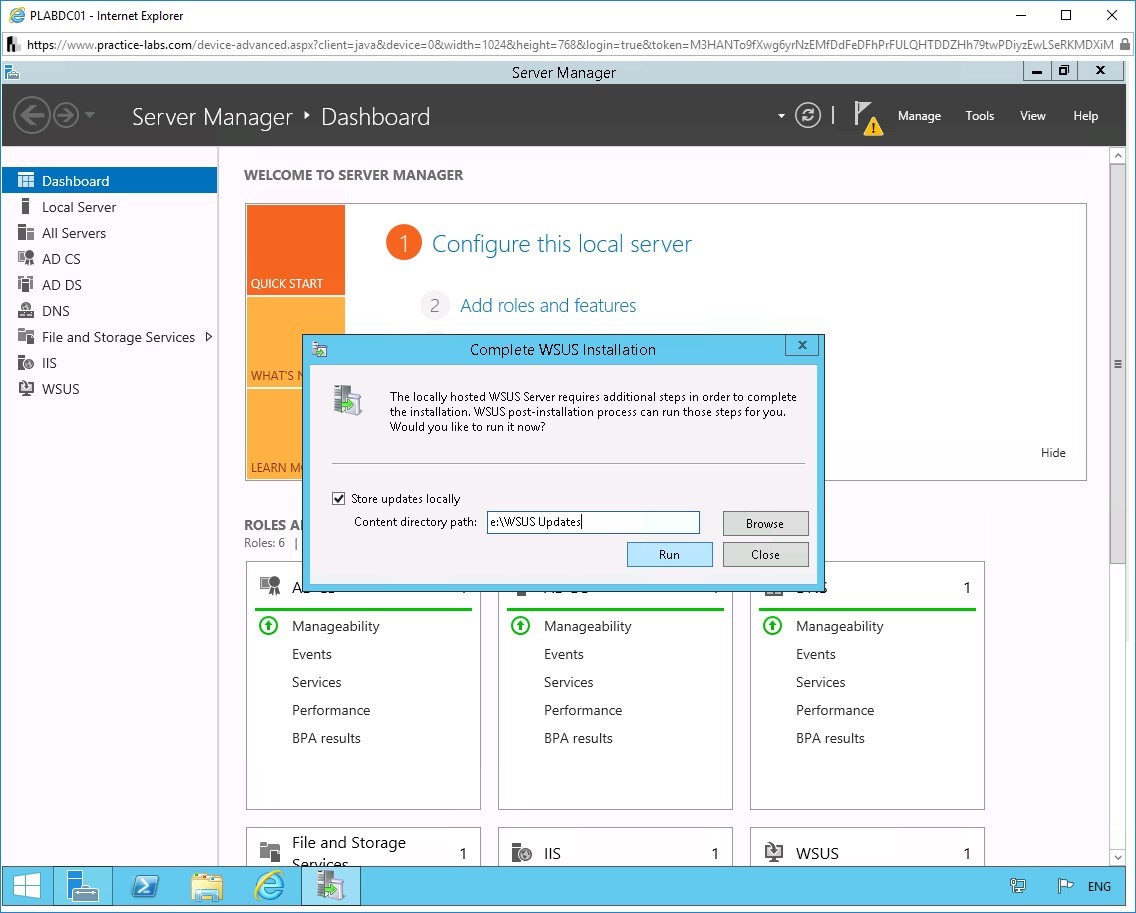 PLABDC01 - Internet Explorer
https://www.practice-labs.com/device-advanced.aspx?client=java&device=0&width=1024&height=768&login=true&token=M3HANTo9fXwg6yrNzEMfDdFeDFhPrFULQHTDDZHh79twPDiyzEwLSeRKMDXiM
Server Manager
Server Manager Dashboard
Manage Tools View Help
Dashboard
Local Server
All Servers
AD CS
AD DS
DNS
File and Storage Services
IIS
WSUS
WELCOME TO SERVER MANAGER
QUICK START
1 Configure this local server
2 Add roles and features
WHAT'S N
LEARN MO
Hide
Complete WSUS Installation
The locally hosted WSUS Server requires additional steps in order to complete
the installation. WSUS post-installation process can run those steps for you.
Would you like to run it now?
Store updates locally
Content directory path: e:\WSUS Updates Browse
Run Close
ROLES A
Roles: 6 |
1
Manageability
Events
Services
Performance
BPA results
Manageability
Events
Services
Performance
BPA results
DNS 1
Manageability
Events
Services
Performance
BPA results
File and Storage
Services 1
IIS 1
WSUS 1
ENG